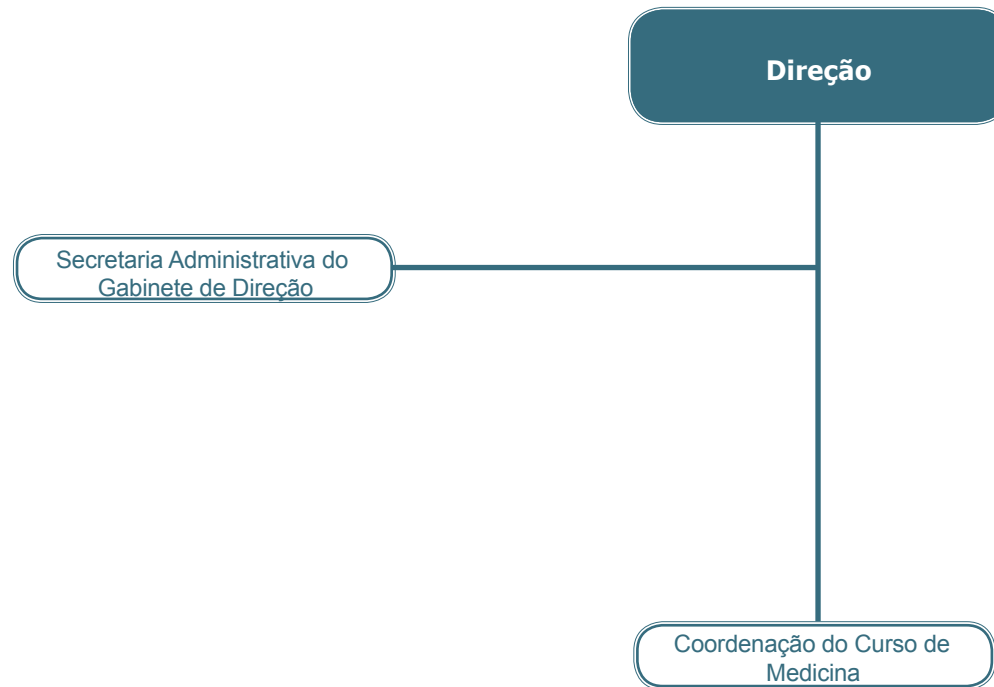 Direção
Secretaria Administrativa do
Gabinete de Direção
Coordenação do Curso de
Medicina